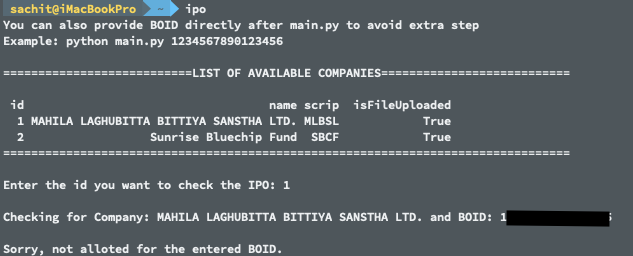 sachit@iMacBookPro ~ ipo
You can also provide BOID directly after main.py to avoid extra step
Example: python main.py 1234567890123456
===========================LIST OF AVAILABLE COMPANIES===========================
id name scrip isFileUploaded
1 MAHILA LAGHUBITTA BITTIYA SANSTHA LTD. MLBSL True
2 Sunrise Bluechip Fund SBCF True
=================================================================================
Enter the id you want to check the IPO: 1
Checking for Company: MAHILA LAGHUBITTA BITTIYA SANSTHA LTD. and BOID: 1
Sorry, not alloted for the entered BOID.